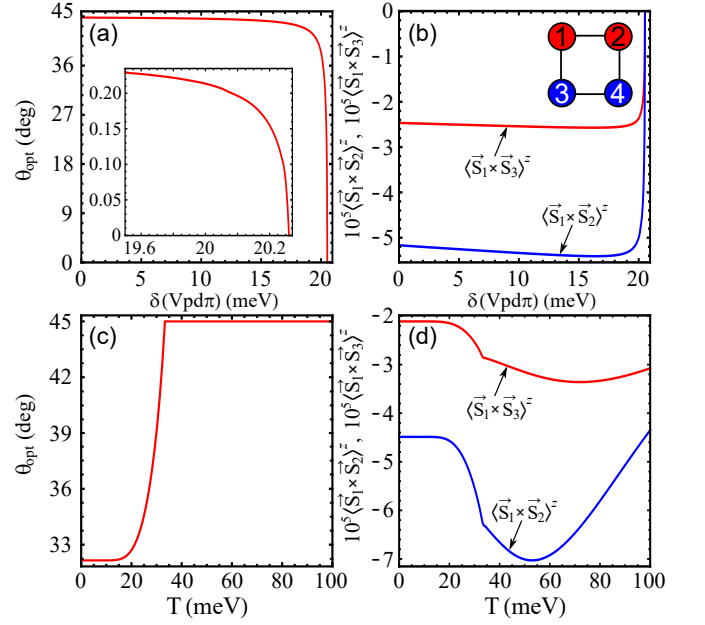 (a)
45
36
27
18
9
0
θopt (deg)
0.20
0.15
0.10
0.05
0
19.6 20 20.2
0 5 10 15 20
δ(Vpdπ) (meV)
(b)
1 2
3 4
0
-1
-2
-3
-4
-5
10⁵⟨S⃗₁×S⃗₂⟩ᶻ, 10⁵⟨S⃗₁×S⃗₃⟩ᶻ
⟨S⃗₁×S⃗₃⟩ᶻ
⟨S⃗₁×S⃗₂⟩ᶻ
0 5 10 15 20
δ(Vpdπ) (meV)
(c)
45
42
39
36
33
θopt (deg)
0 20 40 60 80 100
T (meV)
(d)
-2
-3
-4
-5
-6
-7
10⁵⟨S⃗₁×S⃗₂⟩ᶻ, 10⁵⟨S⃗₁×S⃗₃⟩ᶻ
⟨S⃗₁×S⃗₃⟩ᶻ
⟨S⃗₁×S⃗₂⟩ᶻ
0 20 40 60 80 100
T (meV)